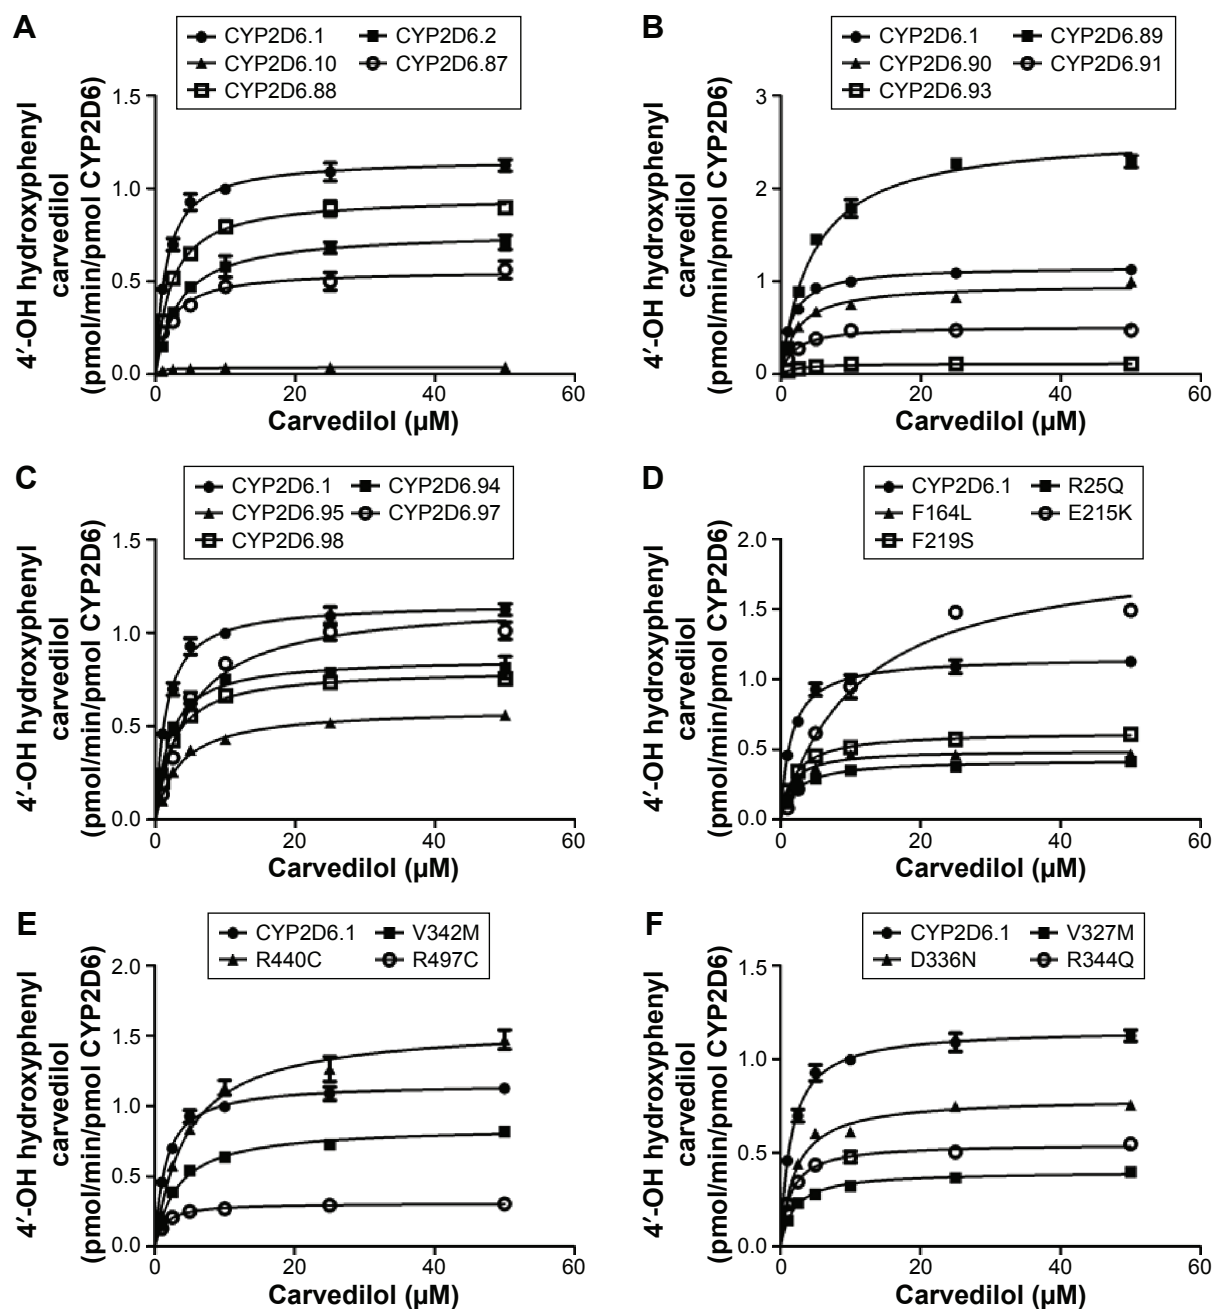 A
CYP2D6.1 CYP2D6.2
CYP2D6.10 CYP2D6.87
CYP2D6.88
4′-OH hydroxyphenyl
carvedilol
(pmol/min/pmol CYP2D6)
1.5
1.0
0.5
0.0
0 20 40 60
Carvedilol (µM)
B
CYP2D6.1 CYP2D6.89
CYP2D6.90 CYP2D6.91
CYP2D6.93
4′-OH hydroxyphenyl
carvedilol
(pmol/min/pmol CYP2D6)
3
2
1
0
0 20 40 60
Carvedilol (µM)
C
CYP2D6.1 CYP2D6.94
CYP2D6.95 CYP2D6.97
CYP2D6.98
4′-OH hydroxyphenyl
carvedilol
(pmol/min/pmol CYP2D6)
1.5
1.0
0.5
0.0
0 20 40 60
Carvedilol (µM)
D
CYP2D6.1 R25Q
F164L E215K
F219S
4′-OH hydroxyphenyl
carvedilol
(pmol/min/pmol CYP2D6)
2.0
1.5
1.0
0.5
0.0
0 20 40 60
Carvedilol (µM)
E
CYP2D6.1 V342M
R440C R497C
4′-OH hydroxyphenyl
carvedilol
(pmol/min/pmol CYP2D6)
2.0
1.5
1.0
0.5
0.0
0 20 40 60
Carvedilol (µM)
F
CYP2D6.1 V327M
D336N R344Q
4′-OH hydroxyphenyl
carvedilol
(pmol/min/pmol CYP2D6)
1.5
1.0
0.5
0.0
0 20 40 60
Carvedilol (µM)